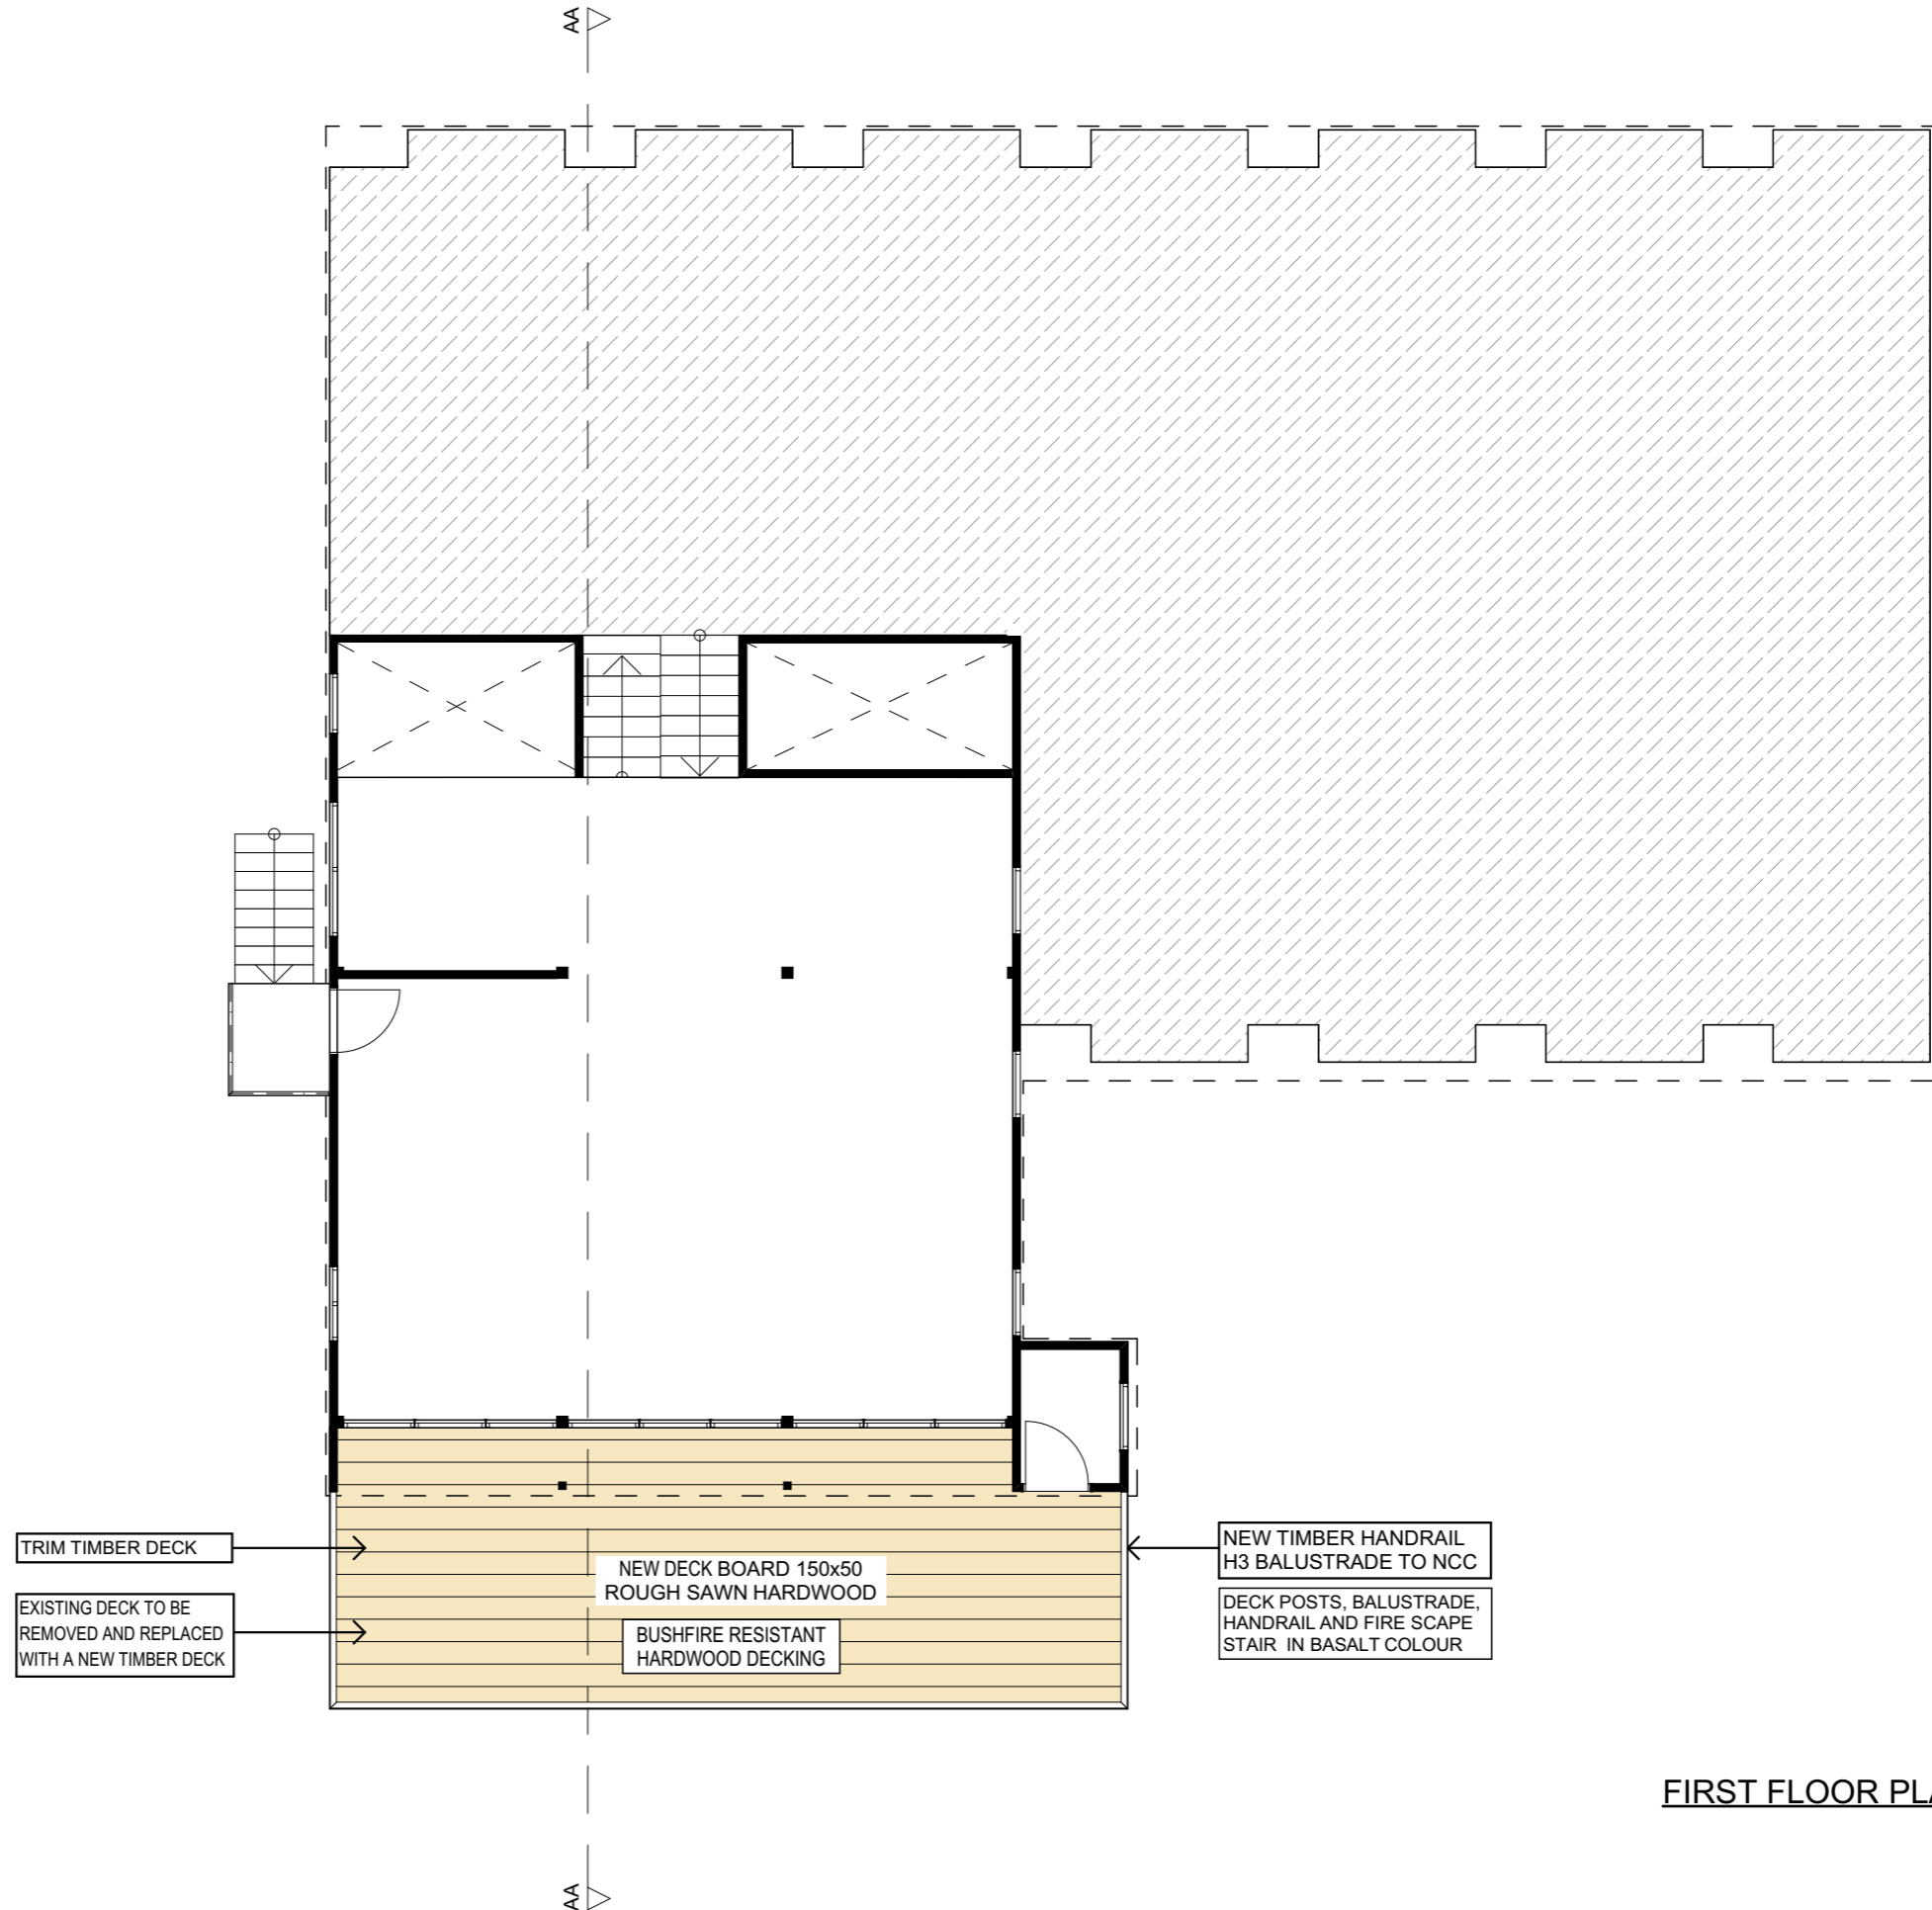 AA
TRIM TIMBER DECK
EXISTING DECK TO BE
REMOVED AND REPLACED
WITH A NEW TIMBER DECK
NEW DECK BOARD 150x50
ROUGH SAWN HARDWOOD
BUSHFIRE RESISTANT
HARDWOOD DECKING
NEW TIMBER HANDRAIL
H3 BALUSTRADE TO NCC
DECK POSTS, BALUSTRADE,
HANDRAIL AND FIRE SCAPE
STAIR IN BASALT COLOUR
FIRST FLOOR PLA
AA